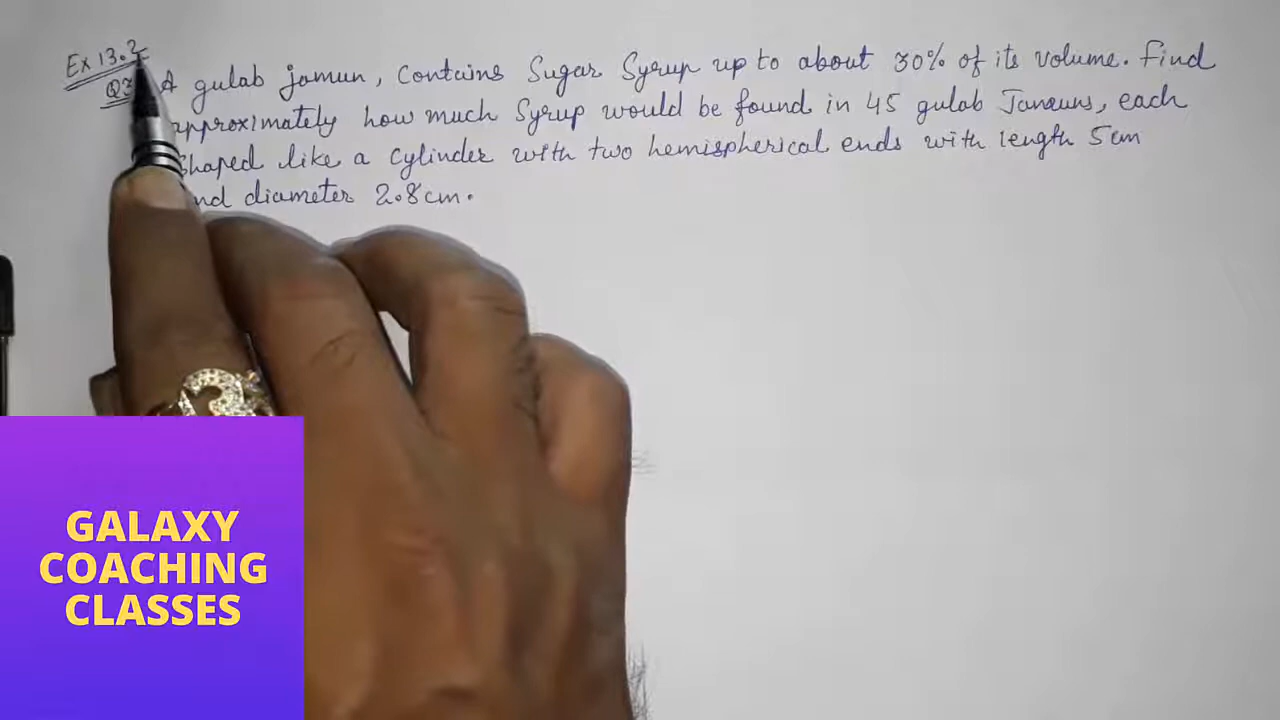 Ex 13.2
Q3 A gulab jamun, Contains Sugar Syrup up to about 30% of its volume. Find
approximately how much Syrup would be found in 45 gulab Jamuns, each
Shaped like a cylinder with two hemispherical ends with length 5cm
nd diameter 2.8cm.
GALAXY
COACHING
CLASSES